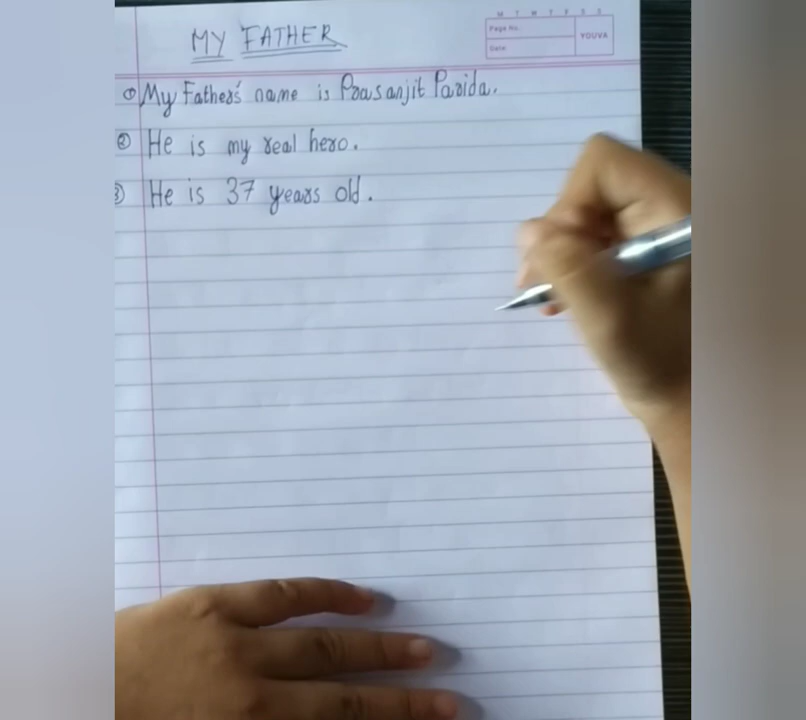 M T W T F S S
MY FATHER
Page No.:
Date:
YOUVA
① My Father's name is Prasanjit Parida.
② He is my real hero.
③ He is 37 years old.